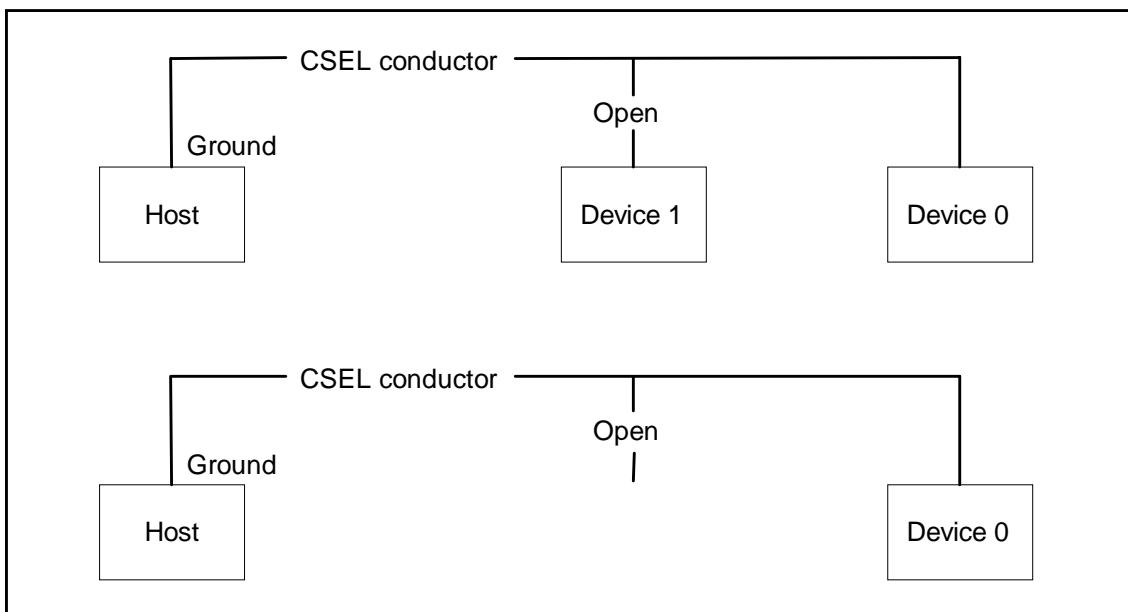 CSEL conductor
Open
Ground
Host
Device 1
Device 0
CSEL conductor
Open
Ground
Host
Device 0